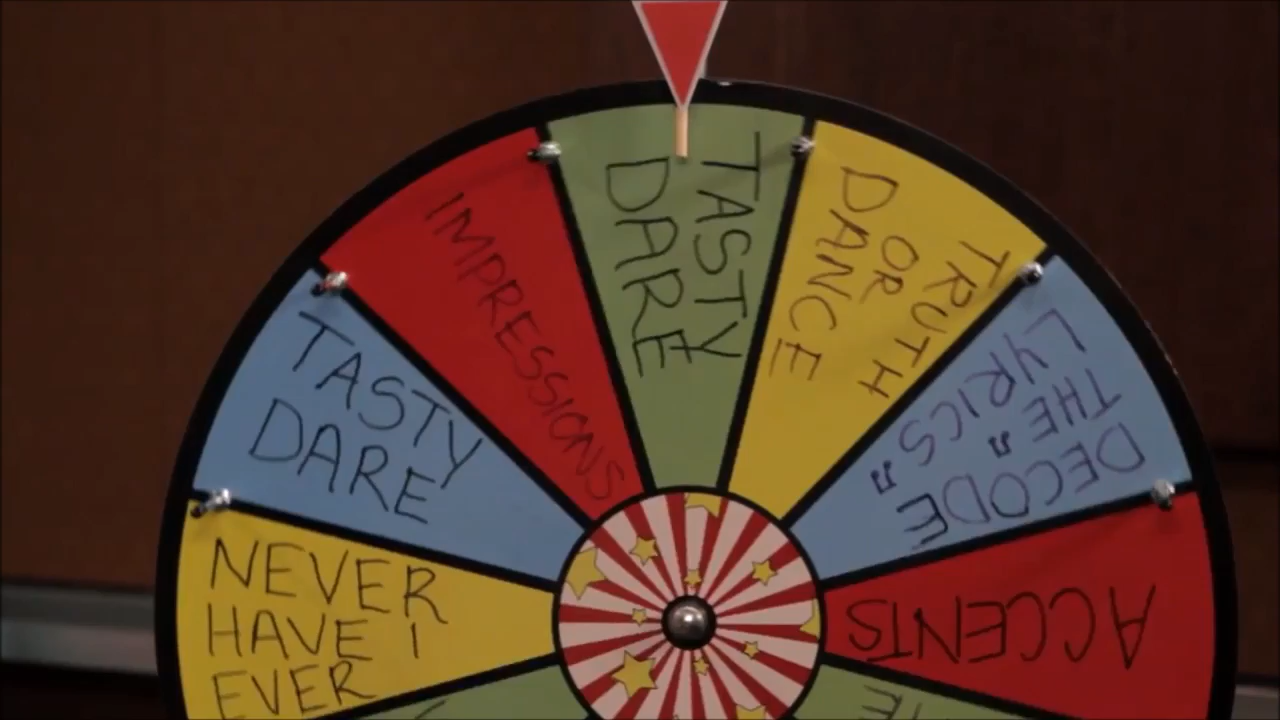 NEVER
HAVE I
EVER
TASTY
DARE
IMPRESSIONS
TASTY
DARE
TRUTH
OR
DANCE
DECODE
THE
LYRICS
ACCENTS